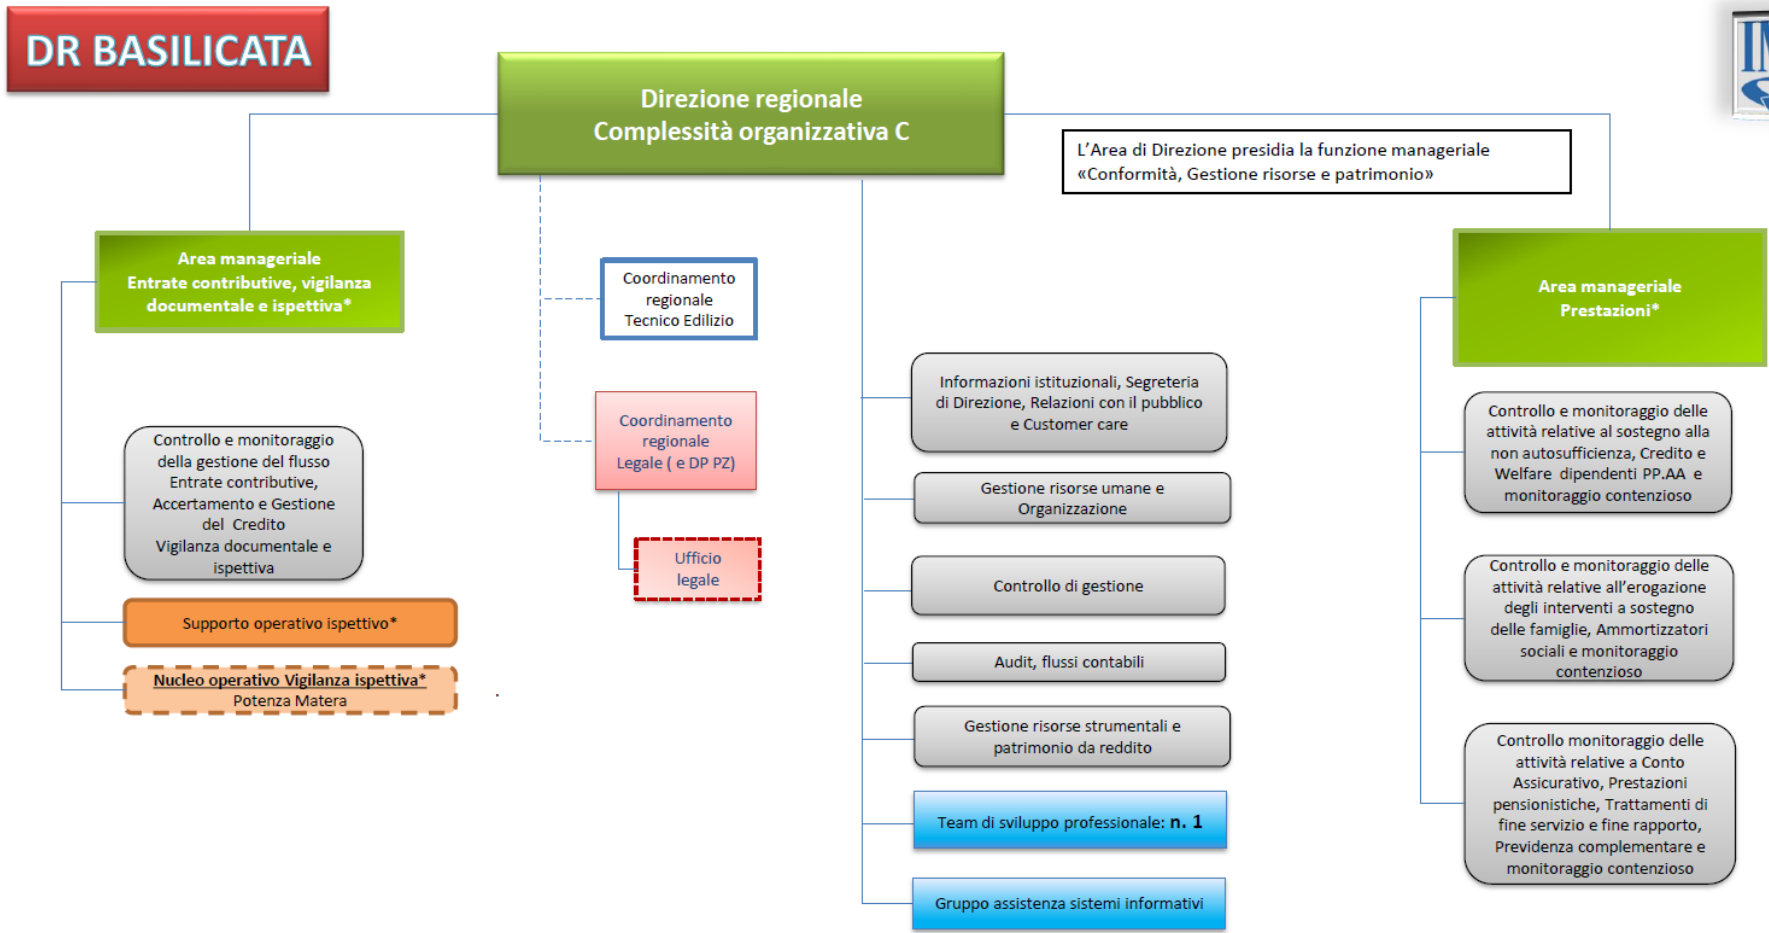 DR BASILICATA
Direzione regionale
Complessità organizzativa C
L'Area di Direzione presidia la funzione manageriale
«Conformità, Gestione risorse e patrimonio»
Area manageriale
Entrate contributive, vigilanza
documentale e ispettiva*
Controllo e monitoraggio
della gestione del flusso
Entrate contributive,
Accertamento e Gestione
del Credito
Vigilanza documentale e
ispettiva
Supporto operativo ispettivo*
Nucleo operativo Vigilanza ispettiva*
Potenza Matera
.
Coordinamento
regionale
Tecnico Edilizio
Coordinamento
regionale
Legale ( e DP PZ)
Ufficio
legale
Informazioni istituzionali, Segreteria
di Direzione, Relazioni con il pubblico
e Customer care
Gestione risorse umane e
Organizzazione
Controllo di gestione
Audit, flussi contabili
Gestione risorse strumentali e
patrimonio da reddito
Team di sviluppo professionale: n. 1
Gruppo assistenza sistemi informativi
Area manageriale
Prestazioni*
Controllo e monitoraggio delle
attività relative al sostegno alla
non autosufficienza, Credito e
Welfare dipendenti PP.AA e
monitoraggio contenzioso
Controllo e monitoraggio delle
attività relative all'erogazione
degli interventi a sostegno
delle famiglie, Ammortizzatori
sociali e monitoraggio
contenzioso
Controllo monitoraggio delle
attività relative a Conto
Assicurativo, Prestazioni
pensionistiche, Trattamenti di
fine servizio e fine rapporto,
Previdenza complementare e
monitoraggio contenzioso